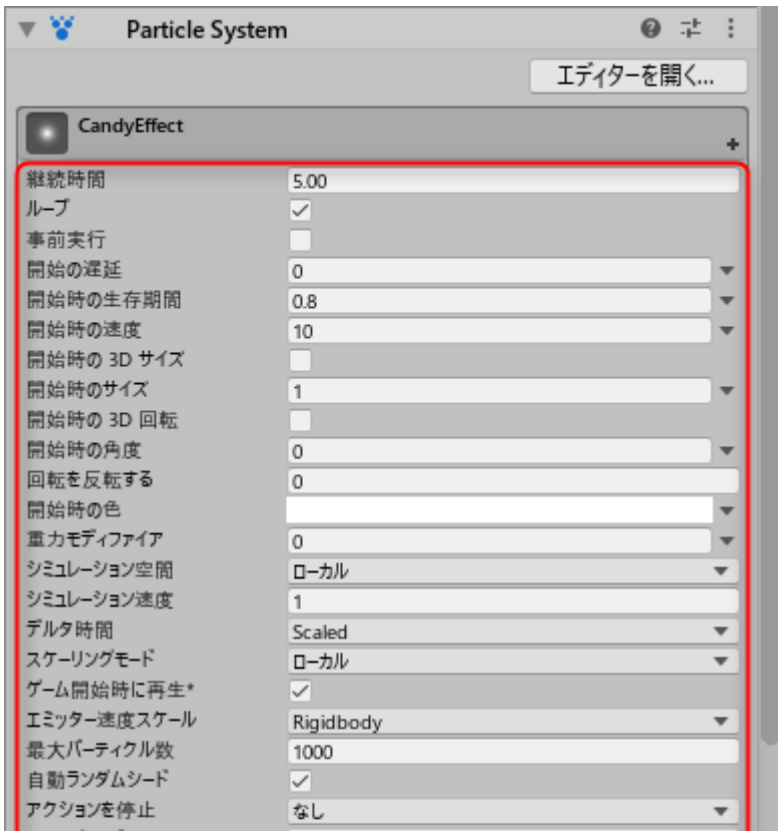 Particle System
エディターを開く...
CandyEffect
継続時間 5.00
ループ
事前実行
開始の遅延 0
開始時の生存期間 0.8
開始時の速度 10
開始時の 3D サイズ
開始時のサイズ 1
開始時の 3D 回転
開始時の角度 0
回転を反転する 0
開始時の色
重力モディファイア 0
シミュレーション空間 ローカル
シミュレーション速度 1
デルタ時間 Scaled
スケーリングモード ローカル
ゲーム開始時に再生*
エミッター速度スケール Rigidbody
最大パーティクル数 1000
自動ランダムシード
アクションを停止 なし